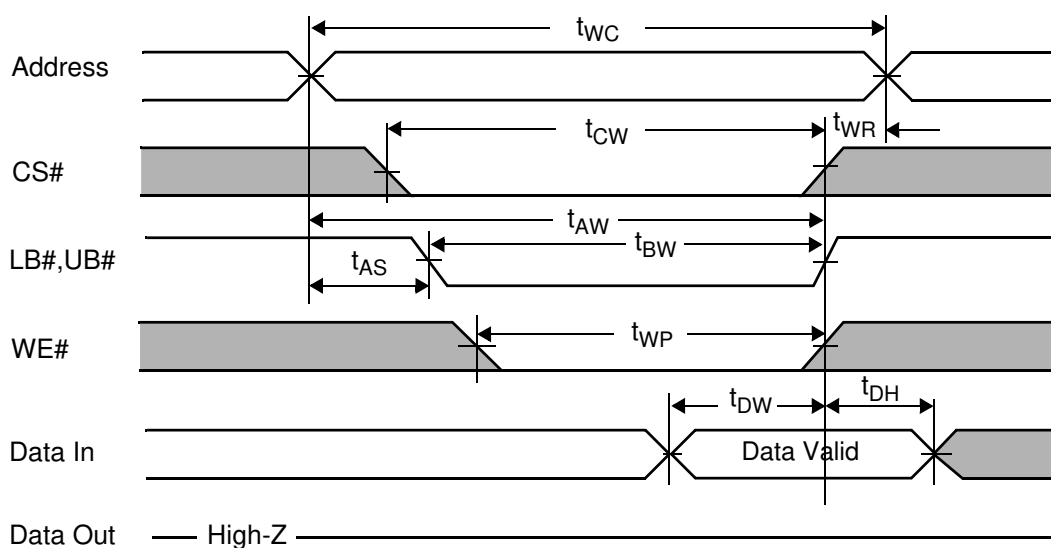 tWC
Address
tCW
tWR
CS#
tAW
tBW
LB#,UB#
tAS
WE#
tWP
tDW
tDH
Data In
Data Valid
Data Out
High-Z